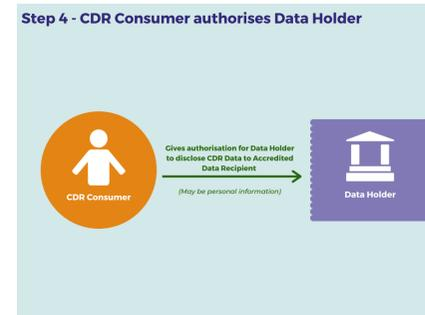 Step 4 - CDR Consumer authorises Data Holder
Gives authorisation for Data Holder
to disclose CDR Data to Accredited
Data Recipient
(May be personal information)
CDR Consumer
Data Holder